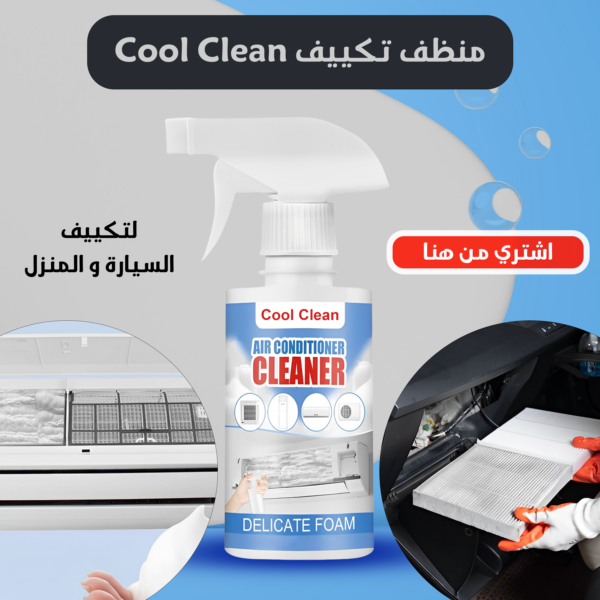 منظف تكييف Cool Clean
لتكييف
السيارة و المنزل
اشتري من هنا
Cool Clean
AIR CONDITIONER
CLEANER
DELICATE FOAM